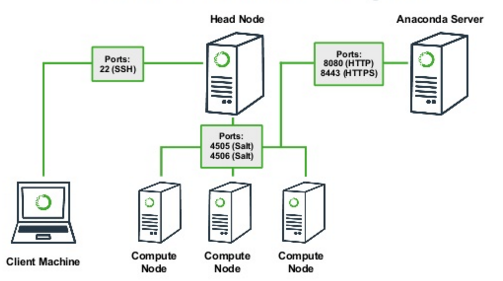 Head Node
Anaconda Server
Ports:
22 (SSH)
Ports:
8080 (HTTP)
8443 (HTTPS)
Ports:
4505 (Salt)
4506 (Salt)
Client Machine
Compute
Node
Compute
Node
Compute
Node